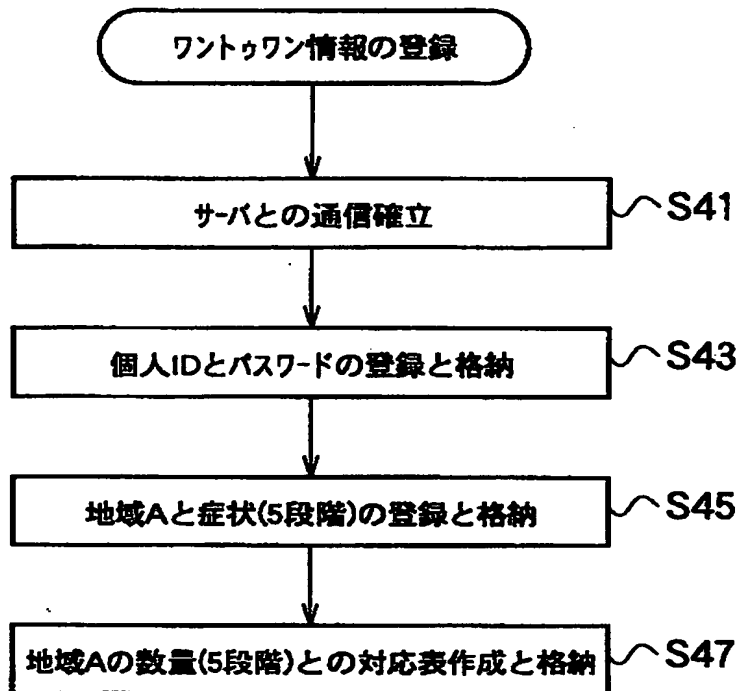 ワントゥワン情報の登録
サーバとの通信確立
S41
個人IDとパスワードの登録と格納
S43
地域Aと症状(5段階)の登録と格納
S45
地域Aの数量(5段階)との対応表作成と格納
S47